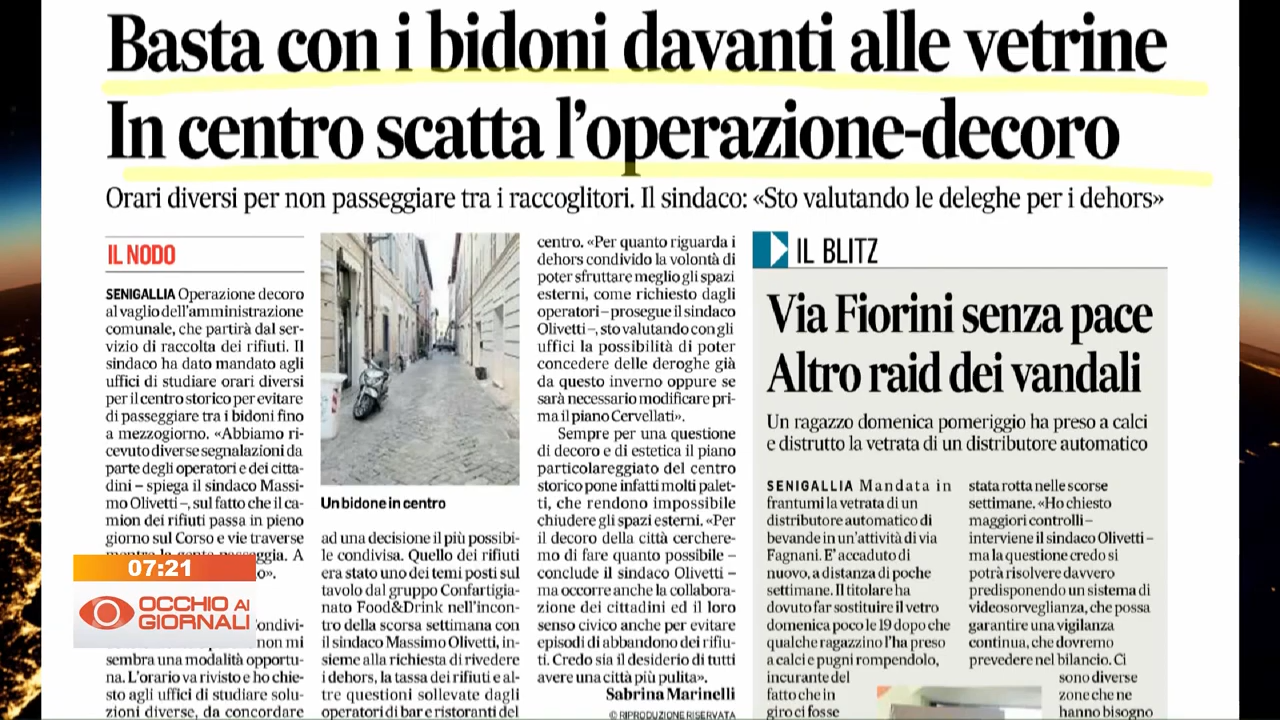 Basta con i bidoni davanti alle vetrine
In centro scatta l'operazione-decoro
Orari diversi per non passeggiare tra i raccoglitori. Il sindaco: «Sto valutando le deleghe per i dehors»
IL NODO
SENIGALLIA Operazione decoro
al vaglio dell'amministrazione
comunale, che partirà dal ser-
vizio di raccolta dei rifiuti. Il
sindaco ha dato mandato agli
uffici di studiare orari diversi
per il centro storico per evitare
di passeggiare tra i bidoni fino
a mezzogiorno. «Abbiamo ri-
cevuto diverse segnalazioni da
parte degli operatori e dei citta-
dini – spiega il sindaco Massi-
mo Olivetti –, sul fatto che il ca-
mion dei rifiuti passa in pieno
giorno sul Corso e vie traverse
mentre la gente passeggia. A
o».
ondivi-
non mi
sembra una modalità opportu-
na. L'orario va rivisto e ho chie-
sto agli uffici di studiare solu-
zioni diverse, da concordare
Un bidone in centro
ad una decisione il più possibi-
le condivisa. Quello dei rifiuti
era stato uno dei temi posti sul
tavolo dal gruppo Confartigia-
nato Food&Drink nell'incon-
tro della scorsa settimana con
il sindaco Massimo Olivetti, in-
sieme alla richiesta di rivedere
i dehors, la tassa dei rifiuti e al-
tre questioni sollevate dagli
operatori di bar e ristoranti del
centro. «Per quanto riguarda i
dehors condivido la volontà di
poter sfruttare meglio gli spazi
esterni, come richiesto dagli
operatori – prosegue il sindaco
Olivetti –, sto valutando con gli
uffici la possibilità di poter
concedere delle deroghe già
da questo inverno oppure se
sarà necessario modificare pri-
ma il piano Cervellati».
Sempre per una questione
di decoro e di estetica il piano
particolareggiato del centro
storico pone infatti molti palet-
ti, che rendono impossibile
chiudere gli spazi esterni. «Per
il decoro della città cerchere-
mo di fare quanto possibile –
conclude il sindaco Olivetti –
ma occorre anche la collabora-
zione dei cittadini ed il loro
senso civico anche per evitare
episodi di abbandono dei rifiu-
ti. Credo sia il desiderio di tutti
avere una città più pulita».
Sabrina Marinelli
© RIPRODUZIONE RISERVATA
IL BLITZ
Via Fiorini senza pace
Altro raid dei vandali
Un ragazzo domenica pomeriggio ha preso a calci
e distrutto la vetrata di un distributore automatico
SENIGALLIA Mandata in
frantumi la vetrata di un
distributore automatico di
bevande in un'attività di via
Fagnani. E' accaduto di
nuovo, a distanza di poche
settimane. Il titolare ha
dovuto far sostituire il vetro
domenica poco le 19 dopo che
qualche ragazzino l'ha preso
a calci e pugni rompendolo,
incurante del
fatto che in
giro ci fosse
stata rotta nelle scorse
settimane. «Ho chiesto
maggiori controlli –
interviene il sindaco Olivetti –
ma la questione credo si
potrà risolvere davvero
predisponendo un sistema di
videosorveglianza, che possa
garantire una vigilanza
continua, che dovremo
prevedere nel bilancio. Ci
sono diverse
zone che ne
hanno bisogno
07:21
OCCHIO AI
GIORNALI